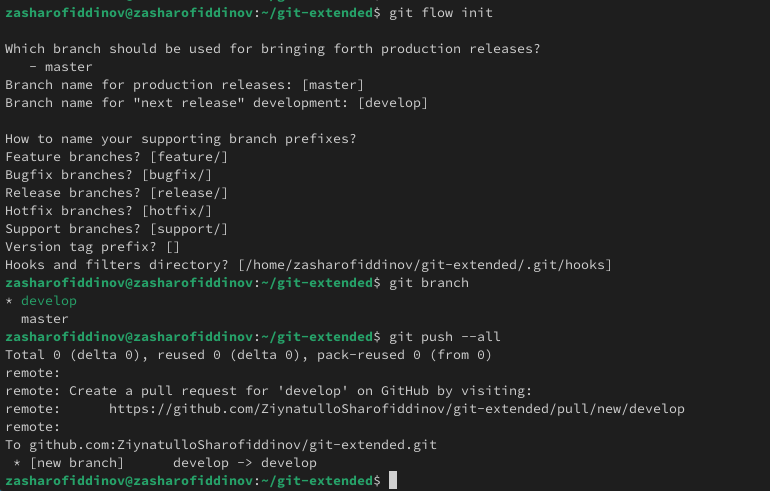 zasharofiddinov@zasharofiddinov:~/git-extended$ git flow init

Which branch should be used for bringing forth production releases?
   - master
Branch name for production releases: [master]
Branch name for "next release" development: [develop]

How to name your supporting branch prefixes?
Feature branches? [feature/]
Bugfix branches? [bugfix/]
Release branches? [release/]
Hotfix branches? [hotfix/]
Support branches? [support/]
Version tag prefix? []
Hooks and filters directory? [/home/zasharofiddinov/git-extended/.git/hooks]
zasharofiddinov@zasharofiddinov:~/git-extended$ git branch
* develop
  master
zasharofiddinov@zasharofiddinov:~/git-extended$ git push --all
Total 0 (delta 0), reused 0 (delta 0), pack-reused 0 (from 0)
remote:
remote: Create a pull request for 'develop' on GitHub by visiting:
remote:      https://github.com/ZiynatulloSharofiddinov/git-extended/pull/new/develop
remote:
To github.com:ZiynatulloSharofiddinov/git-extended.git
 * [new branch]      develop -> develop
zasharofiddinov@zasharofiddinov:~/git-extended$